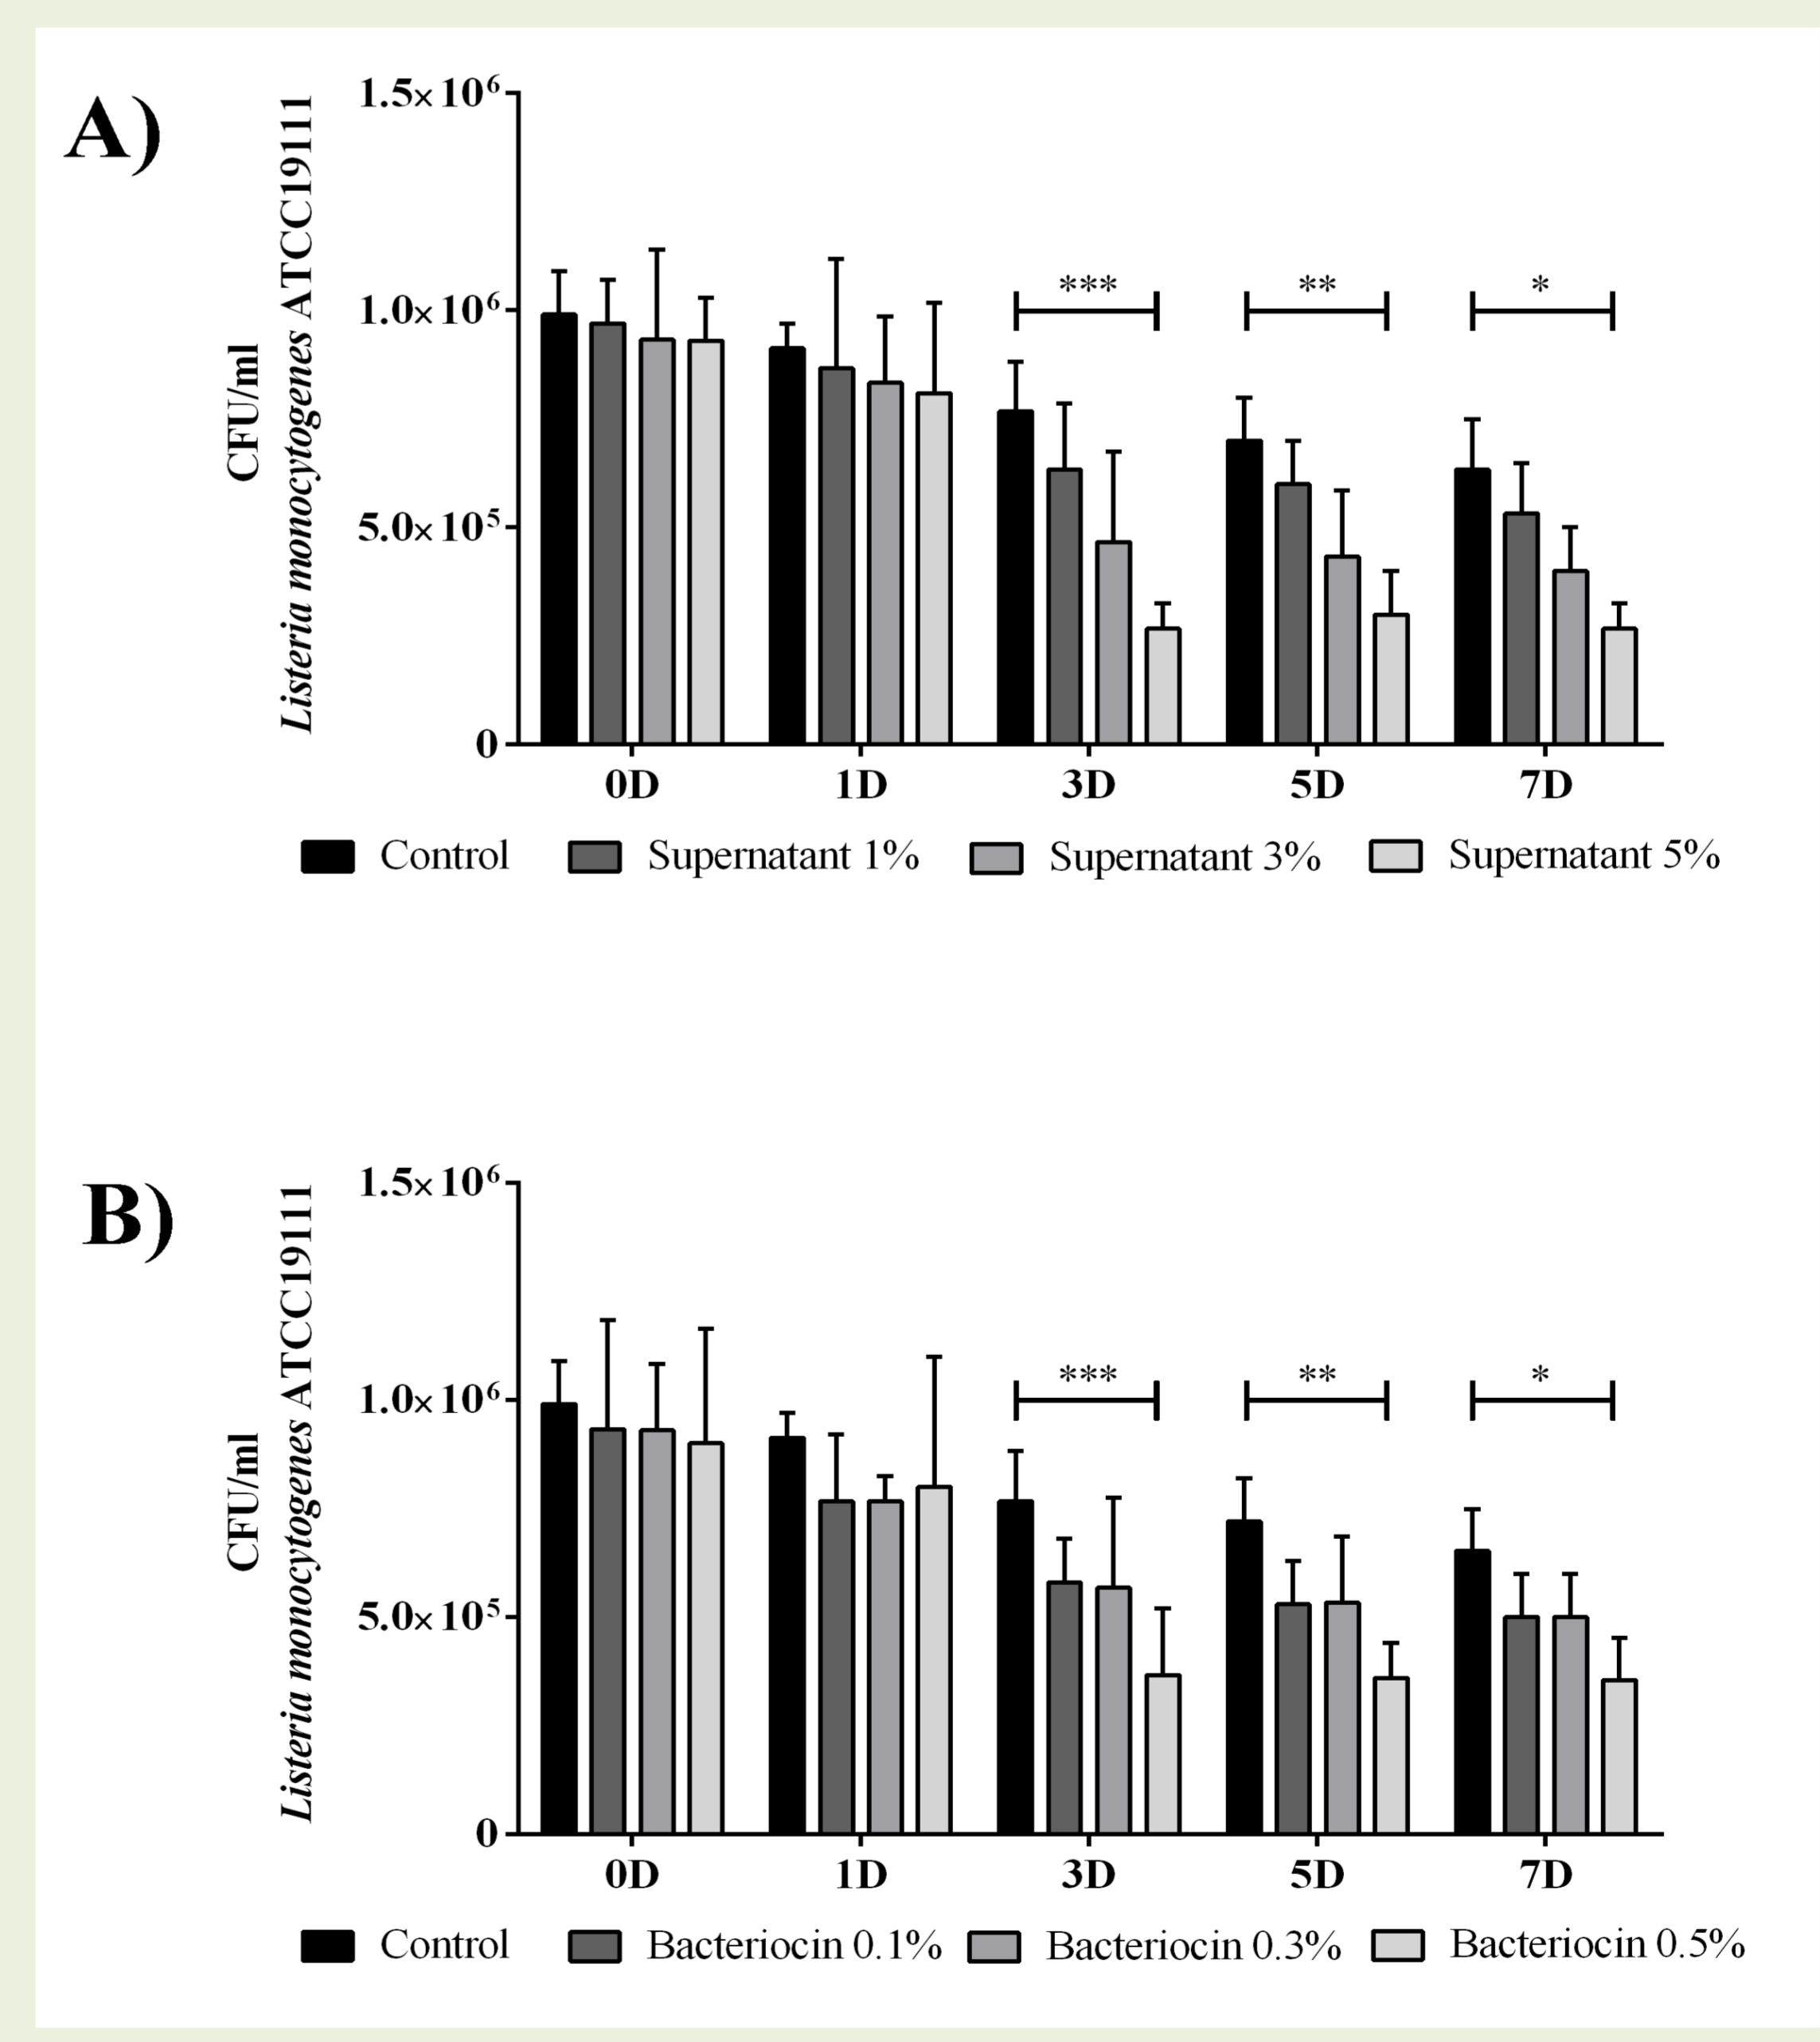 A)
CFU/ml
Listeria monocytogenes ATCC19111
1.5×10⁶
1.0×10⁶
5.0×10⁵
0
***
**
*
0D 1D 3D 5D 7D
Control Supernatant 1% Supernatant 3% Supernatant 5%
B)
CFU/ml
Listeria monocytogenes ATCC19111
1.5×10⁶
1.0×10⁶
5.0×10⁵
0
***
**
*
0D 1D 3D 5D 7D
Control Bacteriocin 0.1% Bacteriocin 0.3% Bacteriocin 0.5%